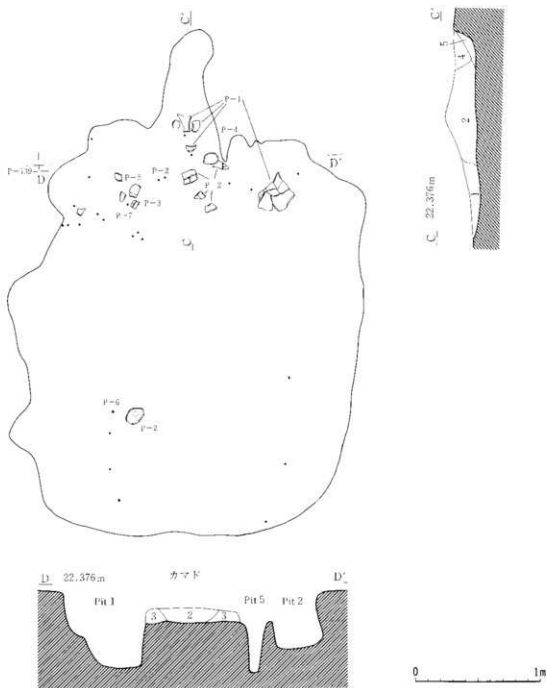 C'
P-1
P-4
P-139
D
P-5
P-2
D'
P-2
P-3
P-7
C
P-6
P-2
C'
5
4
2
1
C 22.376m
D 22.376m
カマド
D'
Pit 1
3
2
3
Pit 5
Pit 2
0
1m